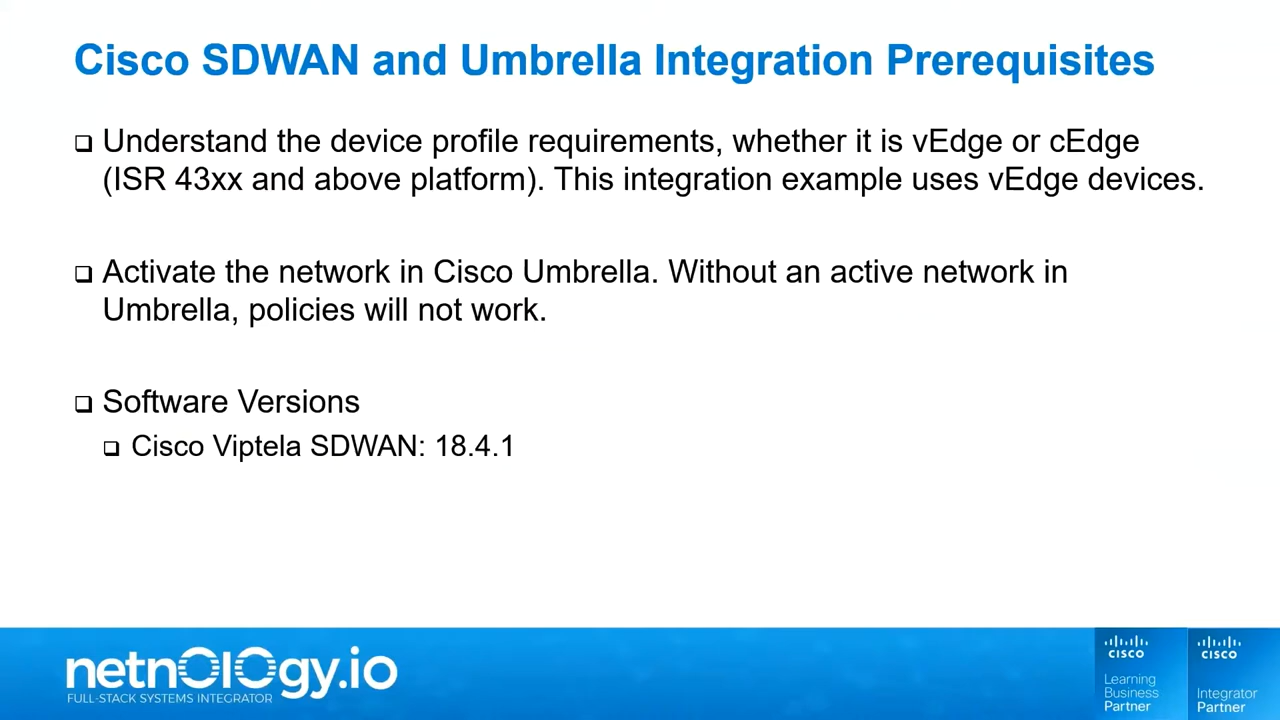 Cisco SDWAN and Umbrella Integration Prerequisites
Understand the device profile requirements, whether it is vEdge or cEdge
(ISR 43xx and above platform). This integration example uses vEdge devices.
Activate the network in Cisco Umbrella. Without an active network in
Umbrella, policies will not work.
Software Versions
Cisco Viptela SDWAN: 18.4.1
netnology.io
FULL-STACK SYSTEMS INTEGRATOR
CISCO
Learning
Business
Partner
CISCO
Integrator
Partner